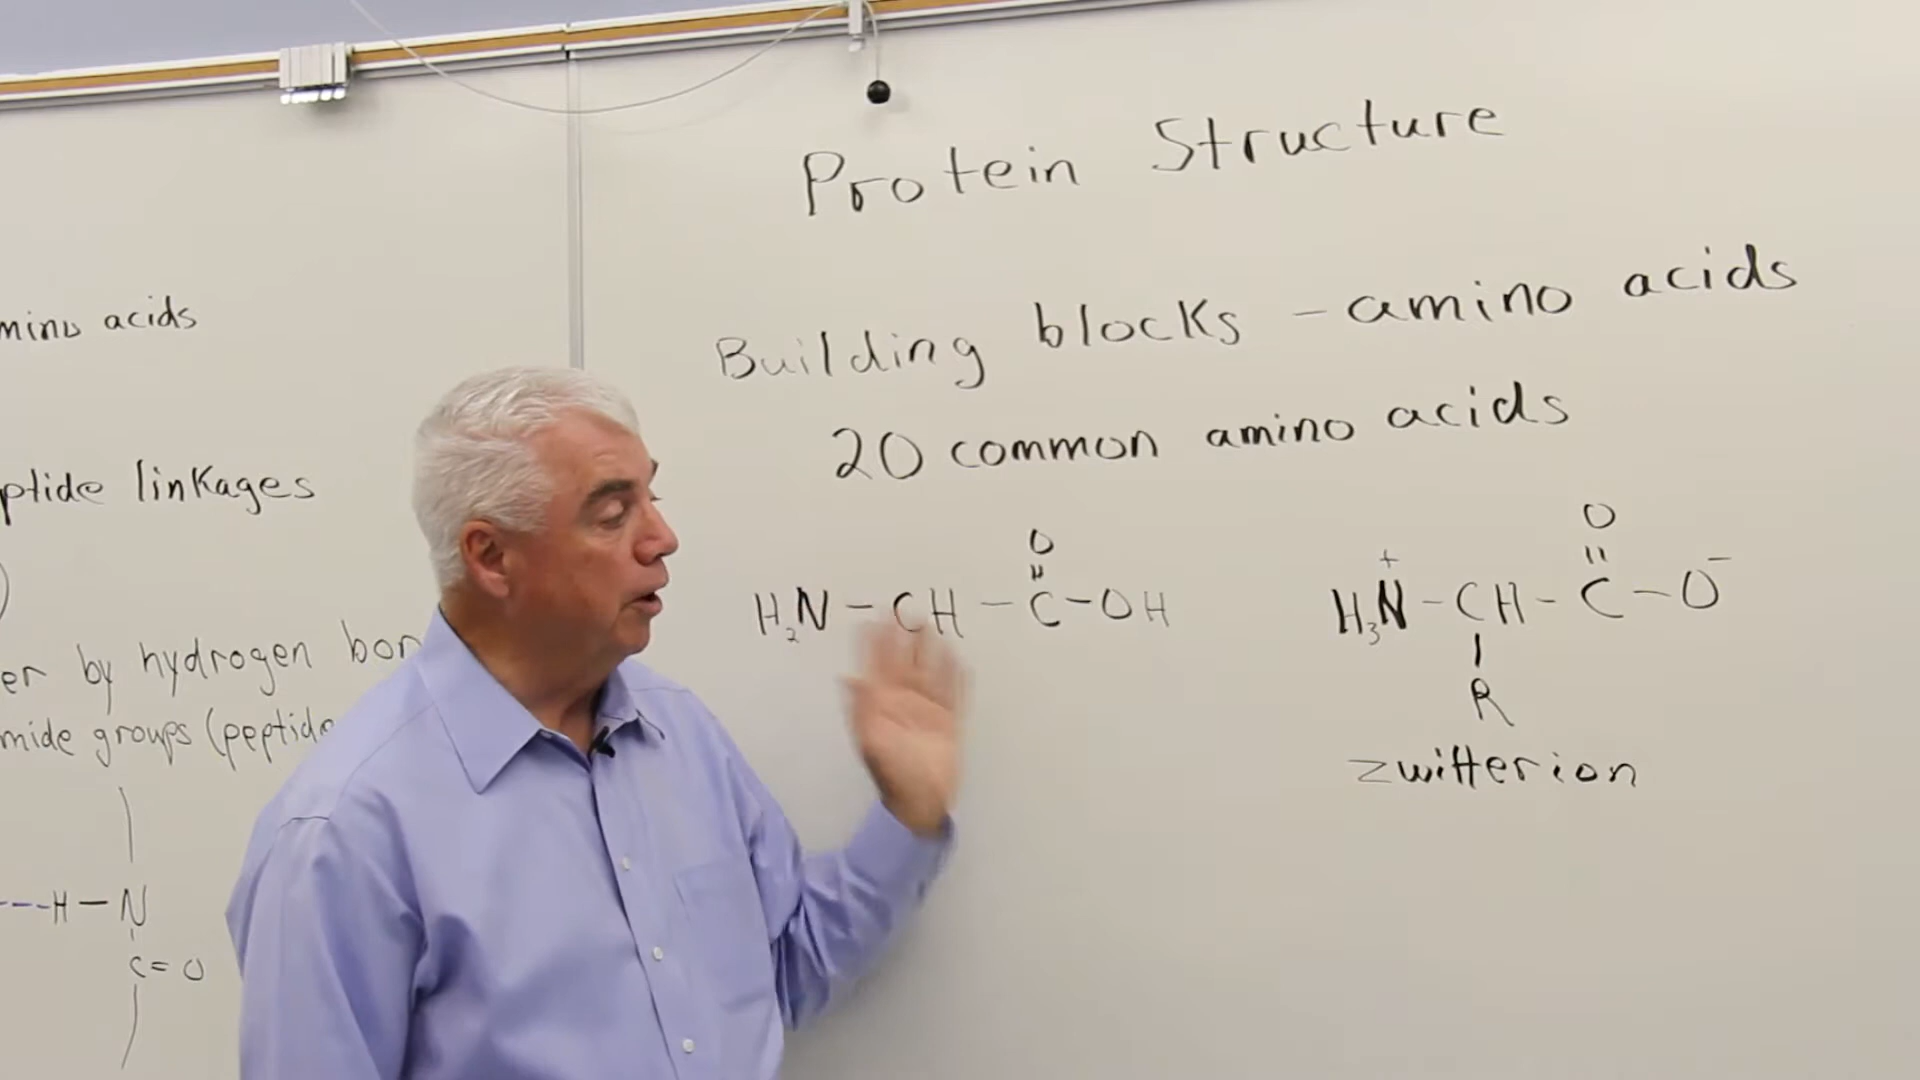 mino acids
ptide linkages
er by hydrogen bon
mide groups (peptide
H-N
C=O
Protein Structure
Building blocks - amino acids
20 common amino acids
O
H₂N-CH-C-OH
O
H₃N⁺-CH-C-O⁻
R
zwitterion